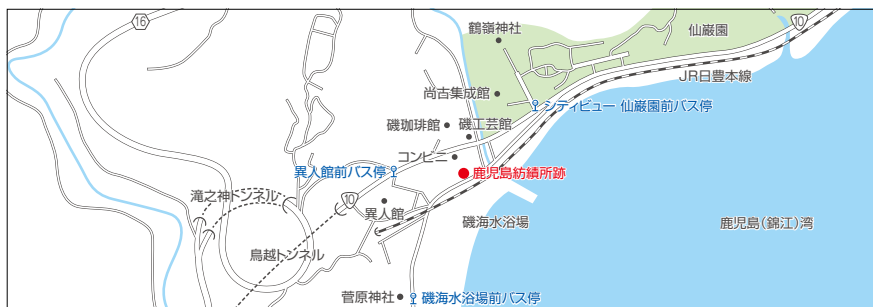 16
鶴嶺神社
仙巌園
10
JR日豊本線
尚古集成館
シティビュー 仙巌園前バス停
磯珈琲館
磯工芸館
コンビニ
異人館前バス停
鹿児島紡績所跡
滝之神トンネル
10
異人館
磯海水浴場
鹿児島(錦江)湾
鳥越トンネル
菅原神社
磯海水浴場前バス停